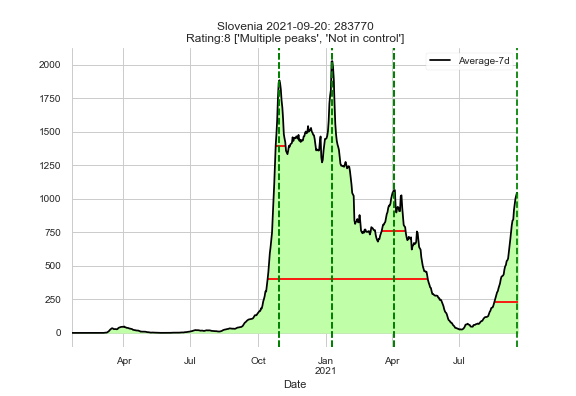 Slovenia 2021-09-20: 283770
Rating:8 ['Multiple peaks', 'Not in control']
Average-7d
2000
1750
1500
1250
1000
750
500
250
0
Apr Jul Oct Jan Apr Jul
2021
Date